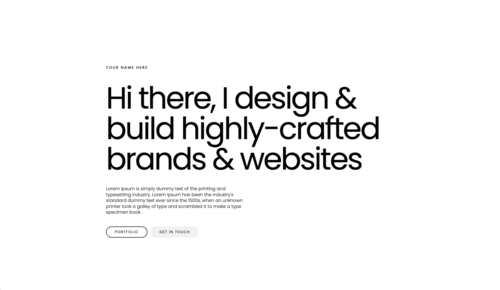 YOUR NAME HERE
Hi there, I design &
build highly-crafted
brands & websites
Lorem Ipsum is simply dummy text of the printing and
typesetting industry. Lorem Ipsum has been the industry's
standard dummy text ever since the 1500s, when an unknown
printer took a galley of type and scrambled it to make a type
specimen book.
PORTFOLIO
GET IN TOUCH